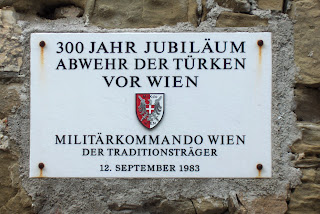 300 JAHR JUBILÄUM
ABWEHR DER TÜRKEN
VOR WIEN
MILITÄRKOMMANDO WIEN
DER TRADITIONSTRÄGER
12. SEPTEMBER 1983